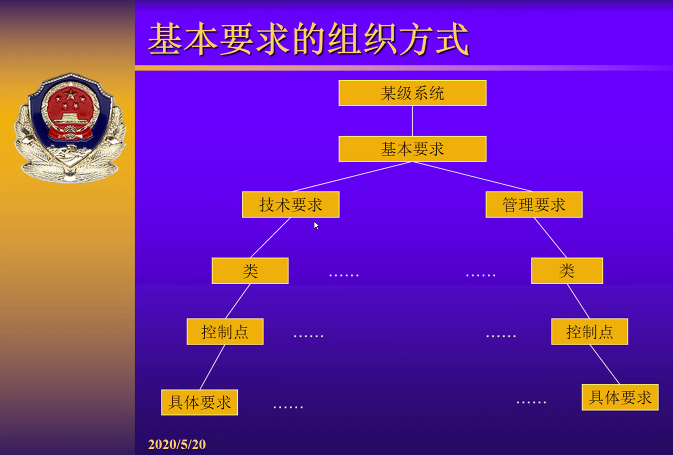 基本要求的组织方式
某级系统
基本要求
技术要求
管理要求
类
……
……
类
控制点
……
……
控制点
具体要求
……
……
具体要求
2020/5/20